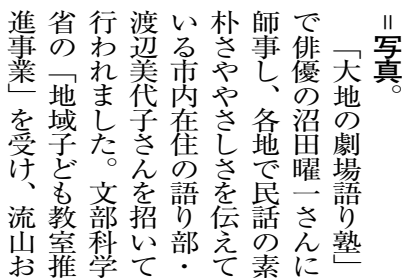 ＝写真。
「大地の劇場語り塾」
で俳優の沼田曜一さんに
師事し、各地で民話の素
朴さややさしさを伝えて
いる市内在住の語り部・
渡辺美代子さんを招いて
行われました。文部科学
省の「地域子ども教室推
進事業」を受け、流山お